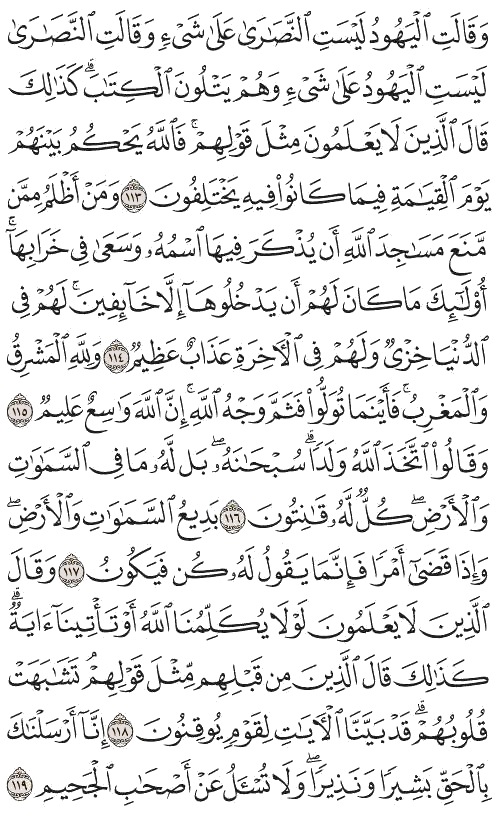 وَقَالَتِ ٱلْيَهُودُ لَيْسَتِ ٱلنَّصَٰرَىٰ عَلَىٰ شَىْءٍ وَقَالَتِ ٱلنَّصَٰرَىٰ
لَيْسَتِ ٱلْيَهُودُ عَلَىٰ شَىْءٍ وَهُمْ يَتْلُونَ ٱلْكِتَٰبَ ۗ كَذَٰلِكَ
قَالَ ٱلَّذِينَ لَا يَعْلَمُونَ مِثْلَ قَوْلِهِمْ ۚ فَٱللَّهُ يَحْكُمُ بَيْنَهُمْ
يَوْمَ ٱلْقِيَٰمَةِ فِيمَا كَانُوا۟ فِيهِ يَخْتَلِفُونَ ١١٣ وَمَنْ أَظْلَمُ مِمَّن
مَّنَعَ مَسَٰجِدَ ٱللَّهِ أَن يُذْكَرَ فِيهَا ٱسْمُهُۥ وَسَعَىٰ فِى خَرَابِهَآ ۚ
أُو۟لَٰٓئِكَ مَا كَانَ لَهُمْ أَن يَدْخُلُوهَآ إِلَّا خَآئِفِينَ ۚ لَهُمْ فِى
ٱلدُّنْيَا خِزْىٌ وَلَهُمْ فِى ٱلْءَاخِرَةِ عَذَابٌ عَظِيمٌ ١١٤ وَلِلَّهِ ٱلْمَشْرِقُ
وَٱلْمَغْرِبُ ۚ فَأَيْنَمَا تُوَلُّوا۟ فَثَمَّ وَجْهُ ٱللَّهِ ۚ إِنَّ ٱللَّهَ وَٰسِعٌ عَلِيمٌ ١١٥
وَقَالُوا۟ ٱتَّخَذَ ٱللَّهُ وَلَدًا ۗ سُبْحَٰنَهُۥ ۖ بَل لَّهُۥ مَا فِى ٱلسَّمَٰوَٰتِ
وَٱلْأَرْضِ ۖ كُلٌّ لَّهُۥ قَٰنِتُونَ ١١٦ بَدِيعُ ٱلسَّمَٰوَٰتِ وَٱلْأَرْضِ ۖ
وَإِذَا قَضَىٰٓ أَمْرًا فَإِنَّمَا يَقُولُ لَهُۥ كُن فَيَكُونُ ١١٧ وَقَالَ
ٱلَّذِينَ لَا يَعْلَمُونَ لَوْلَا يُكَلِّمُنَا ٱللَّهُ أَوْ تَأْتِينَآ ءَايَةٌ ۗ
كَذَٰلِكَ قَالَ ٱلَّذِينَ مِن قَبْلِهِم مِّثْلَ قَوْلِهِمْ ۘ تَشَٰبَهَتْ
قُلُوبُهُمْ ۗ قَدْ بَيَّنَّا ٱلْءَايَٰتِ لِقَوْمٍ يُوقِنُونَ ١١٨ إِنَّآ أَرْسَلْنَٰكَ
بِٱلْحَقِّ بَشِيرًا وَنَذِيرًا ۖ وَلَا تُسْـَٔلُ عَنْ أَصْحَٰبِ ٱلْجَحِيمِ ١١٩